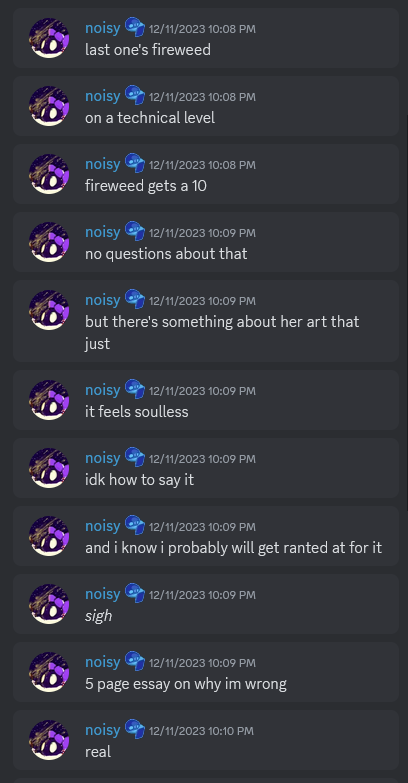 noisy 12/11/2023 10:08 PM
last one's fireweed
noisy 12/11/2023 10:08 PM
on a technical level
noisy 12/11/2023 10:08 PM
fireweed gets a 10
noisy 12/11/2023 10:09 PM
no questions about that
noisy 12/11/2023 10:09 PM
but there's something about her art that
just
noisy 12/11/2023 10:09 PM
it feels soulless
noisy 12/11/2023 10:09 PM
idk how to say it
noisy 12/11/2023 10:09 PM
and i know i probably will get ranted at for it
noisy 12/11/2023 10:09 PM
sigh
noisy 12/11/2023 10:09 PM
5 page essay on why im wrong
noisy 12/11/2023 10:10 PM
real